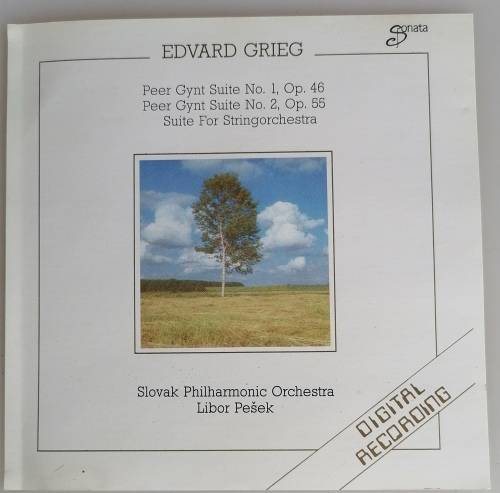 Sonata
EDVARD GRIEG
Peer Gynt Suite No. 1, Op. 46
Peer Gynt Suite No. 2, Op. 55
Suite For Stringorchestra
Slovak Philharmonic Orchestra
Libor Pešek
DIGITAL
RECORDING